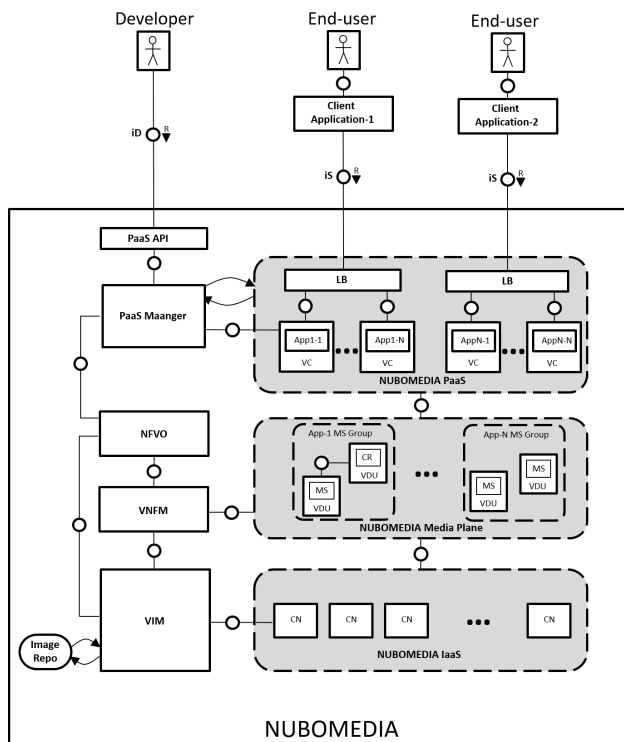 Developer
End-user
End-user
Client
Application-1
Client
Application-2
iD
R
iS
R
iS
R
PaaS API
LB
LB
PaaS Maanger
App1-1
VC
App1-N
VC
AppN-1
VC
AppN-N
VC
NUBOMEDIA PaaS
NFVO
App-1 MS Group
App-N MS Group
CR
VDU
MS
VDU
MS
VDU
MS
VDU
VNFM
NUBOMEDIA Media Plane
VIM
CN
CN
CN
CN
Image
Repo
NUBOMEDIA IaaS
NUBOMEDIA